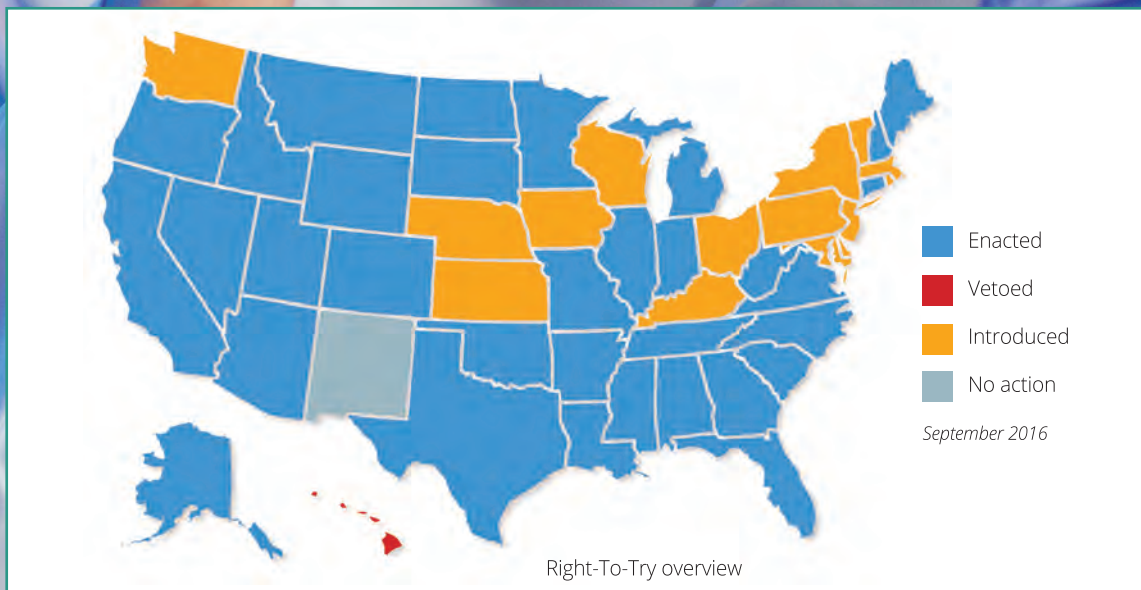 Enacted
Vetoed
Introduced
No action
September 2016
Right-To-Try overview